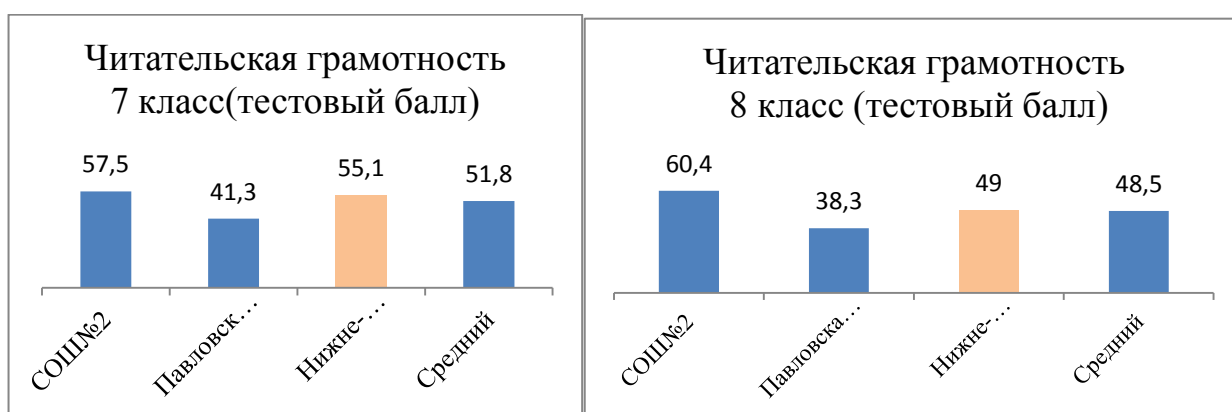 Читательская грамотность
7 класс(тестовый балл)
57,5
41,3
55,1
51,8
СОШ№2
Павловск…
Нижне-…
Средний
Читательская грамотность
8 класс (тестовый балл)
60,4
38,3
49
48,5
СОШ№2
Павловска…
Нижне-…
Средний